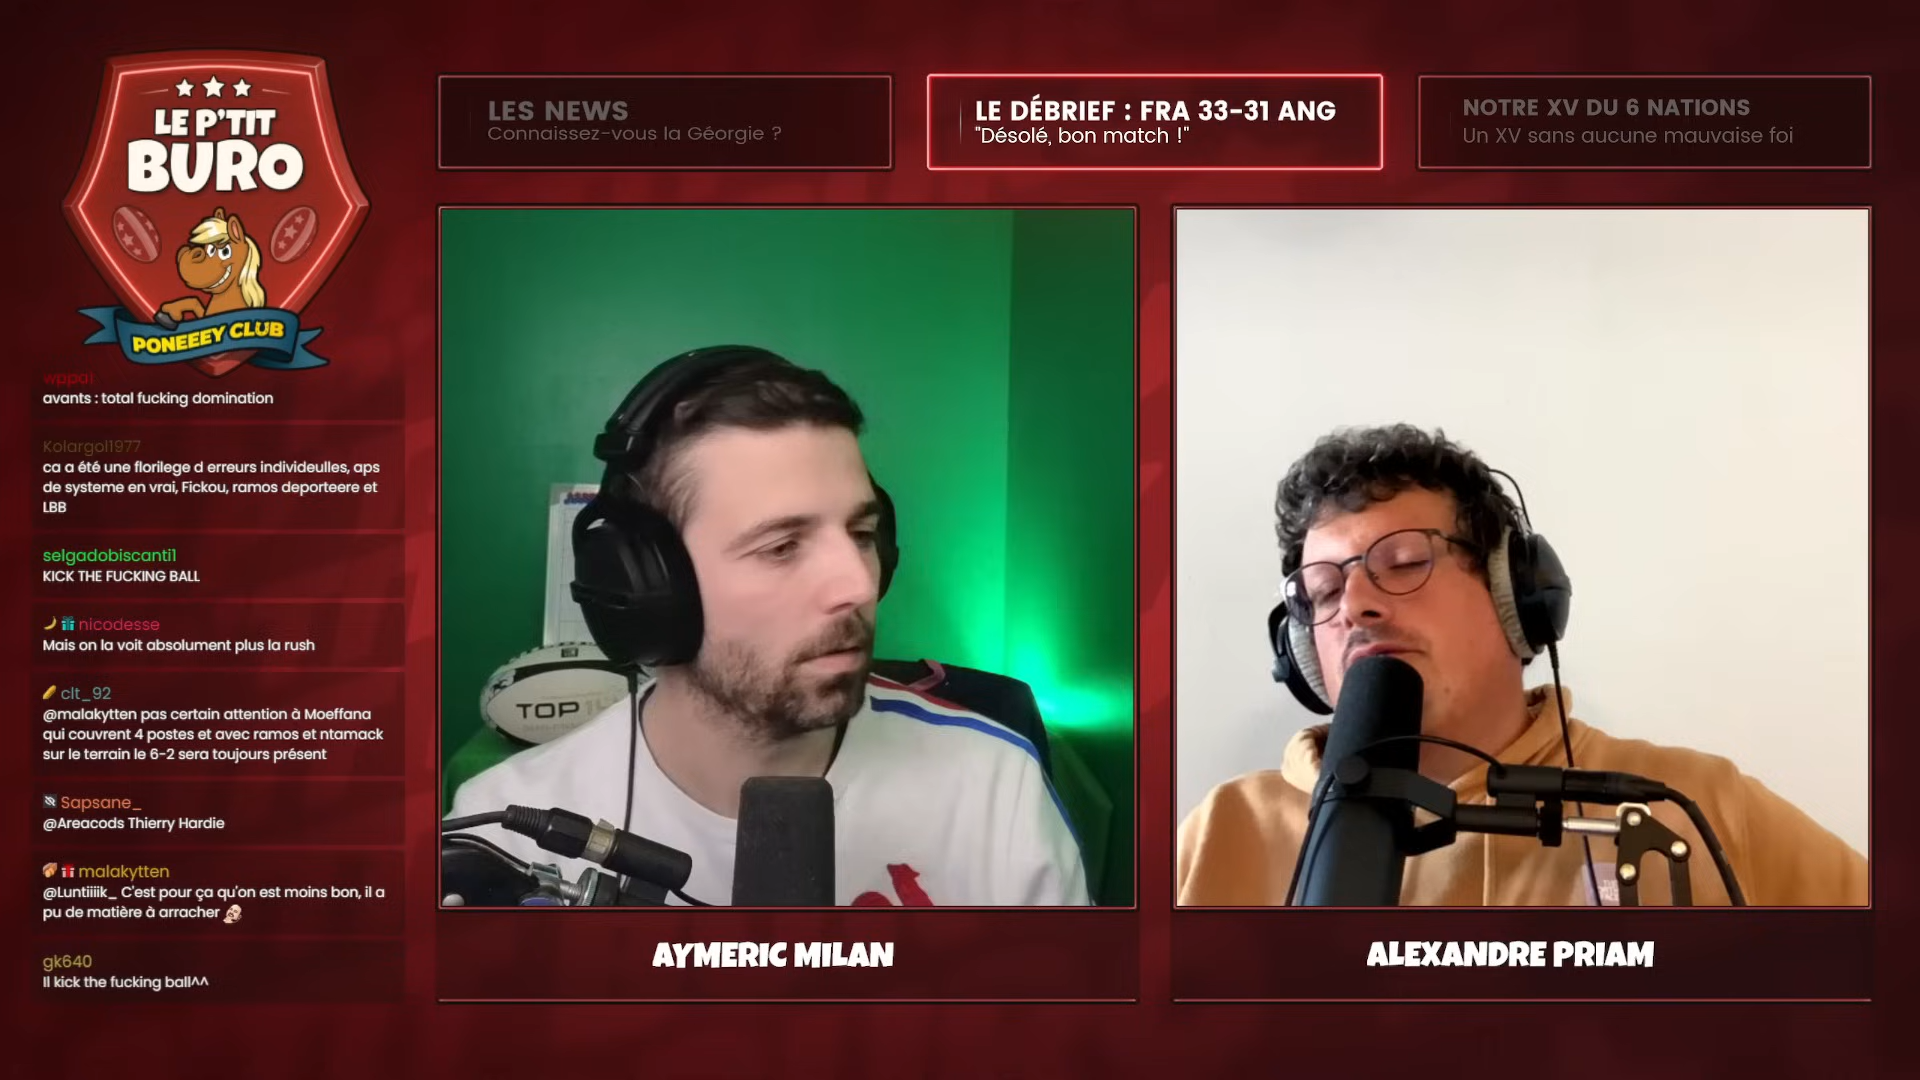 LE P'TIT
BURO
PONEEEY CLUB
LES NEWS
Connaissez-vous la Géorgie ?
LE DÉBRIEF : FRA 33-31 ANG
"Désolé, bon match !"
NOTRE XV DU 6 NATIONS
Un XV sans aucune mauvaise foi
wppa1
avants : total fucking domination
Kolargol1977
ca a été une florilege d erreurs individeulles, aps
de systeme en vrai, Fickou, ramos deporteere et
LBB
selgadobiscanti1
KICK THE FUCKING BALL
nicodesse
Mais on la voit absolument plus la rush
clt_92
@malakytten pas certain attention à Moeffana
qui couvrent 4 postes et avec ramos et ntamack
sur le terrain le 6-2 sera toujours présent
Sapsane_
@Areacods Thierry Hardie
malakytten
@Luntiiiik_ C'est pour ça qu'on est moins bon, il a
pu de matière à arracher
gk640
Il kick the fucking ball^^
TOP 1
AYMERIC MILAN
ALEXANDRE PRIAM